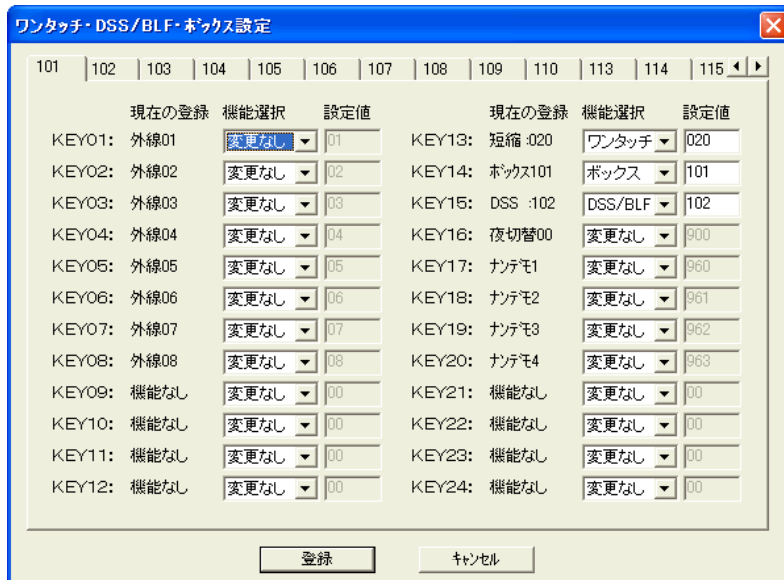 ワンタッチ・DSS/BLF・ボックス設定
101 102 103 104 105 106 107 108 109 110 113 114 115
現在の登録 機能選択 設定値 現在の登録 機能選択 設定値
KEY01: 外線01 変更なし 01 KEY13: 短縮 :020 ワンタッチ 020
KEY02: 外線02 変更なし 02 KEY14: ボックス101 ボックス 101
KEY03: 外線03 変更なし 03 KEY15: DSS :102 DSS/BLF 102
KEY04: 外線04 変更なし 04 KEY16: 夜切替00 変更なし 900
KEY05: 外線05 変更なし 05 KEY17: ナンデモ1 変更なし 960
KEY06: 外線06 変更なし 06 KEY18: ナンデモ2 変更なし 961
KEY07: 外線07 変更なし 07 KEY19: ナンデモ3 変更なし 962
KEY08: 外線08 変更なし 08 KEY20: ナンデモ4 変更なし 963
KEY09: 機能なし 変更なし 00 KEY21: 機能なし 変更なし 00
KEY10: 機能なし 変更なし 00 KEY22: 機能なし 変更なし 00
KEY11: 機能なし 変更なし 00 KEY23: 機能なし 変更なし 00
KEY12: 機能なし 変更なし 00 KEY24: 機能なし 変更なし 00
登録 キャンセル